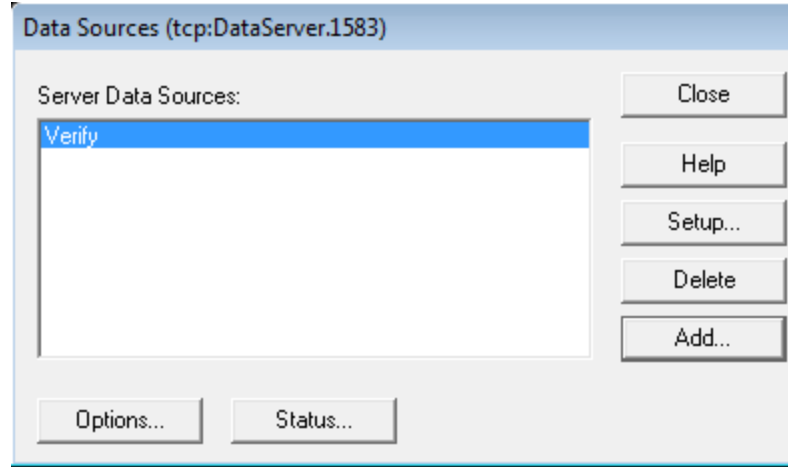 Data Sources (tcp:DataServer.1583)
Server Data Sources:
Verify
Close
Help
Setup...
Delete
Add...
Options...
Status...